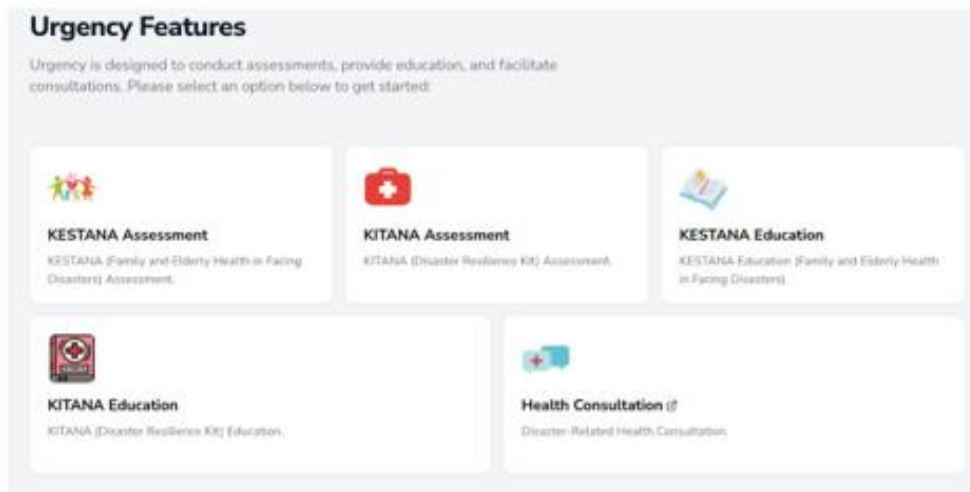 Urgency Features
Urgency is designed to conduct assessments, provide education, and facilitate
consultations. Please select an option below to get started:
KESTANA Assessment
KESTANA (Family and Elderly Health in Facing
Disasters) Assessment.
KITANA Assessment
KITANA (Disaster Resilience Kit) Assessment.
KESTANA Education
KESTANA Education (Family and Elderly Health
in Facing Disasters).
KITANA Education
KITANA (Disaster Resilience Kit) Education.
Health Consultation
Disaster-Related Health Consultation.